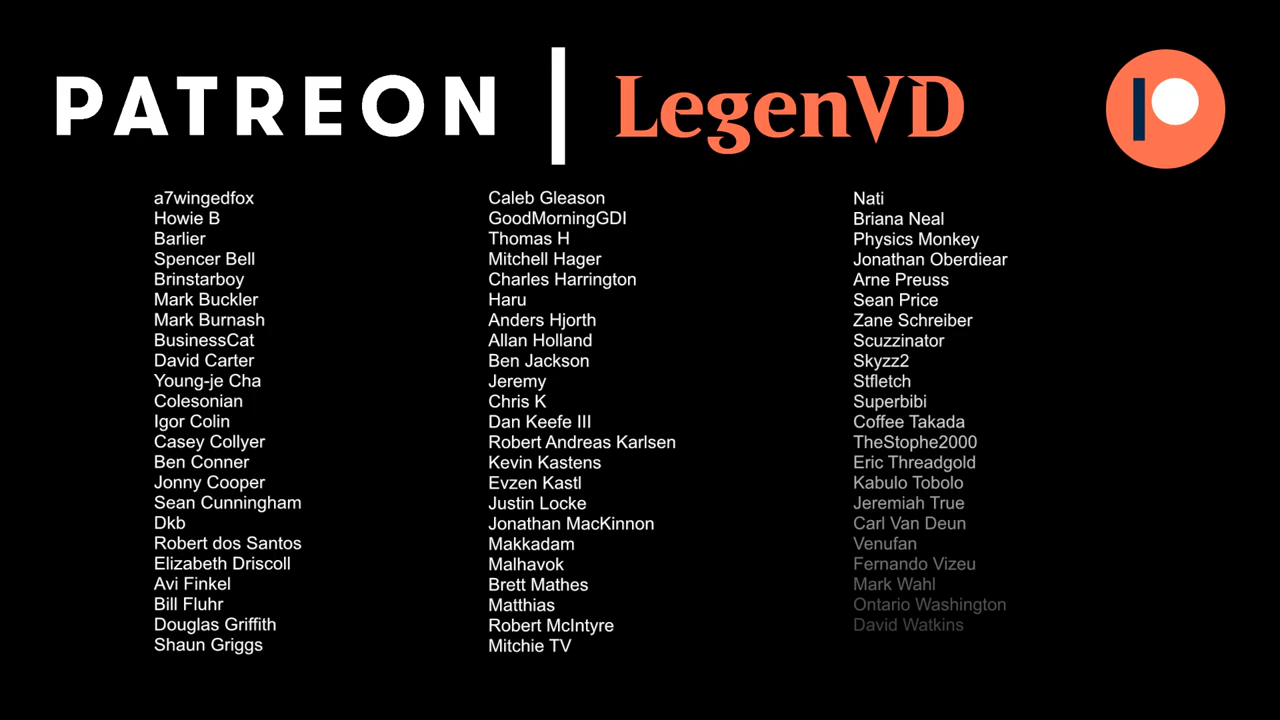 PATREON | LegenVD
a7wingedfox
Howie B
Barlier
Spencer Bell
Brinstarboy
Mark Buckler
Mark Burnash
BusinessCat
David Carter
Young-je Cha
Colesonian
Igor Colin
Casey Collyer
Ben Conner
Jonny Cooper
Sean Cunningham
Dkb
Robert dos Santos
Elizabeth Driscoll
Avi Finkel
Bill Fluhr
Douglas Griffith
Shaun Griggs
Caleb Gleason
GoodMorningGDI
Thomas H
Mitchell Hager
Charles Harrington
Haru
Anders Hjorth
Allan Holland
Ben Jackson
Jeremy
Chris K
Dan Keefe III
Robert Andreas Karlsen
Kevin Kastens
Evzen Kastl
Justin Locke
Jonathan MacKinnon
Makkadam
Malhavok
Brett Mathes
Matthias
Robert McIntyre
Mitchie TV
Nati
Briana Neal
Physics Monkey
Jonathan Oberdiear
Arne Preuss
Sean Price
Zane Schreiber
Scuzzinator
Skyzz2
Stfletch
Superbibi
Coffee Takada
TheStophe2000
Eric Threadgold
Kabulo Tobolo
Jeremiah True
Carl Van Deun
Venufan
Fernando Vizeu
Mark Wahl
Ontario Washington
David Watkins